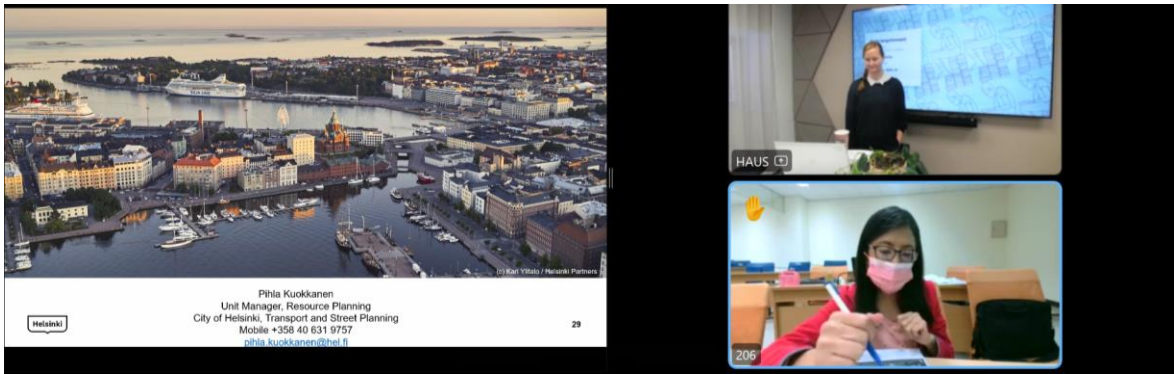 (c) Kari Ylitalo / Helsinki Partners
Pihla Kuokkanen
Unit Manager, Resource Planning
City of Helsinki, Transport and Street Planning
Mobile +358 40 631 9757
pihla.kuokkanen@hel.fi
Helsinki
29
HAUS
206